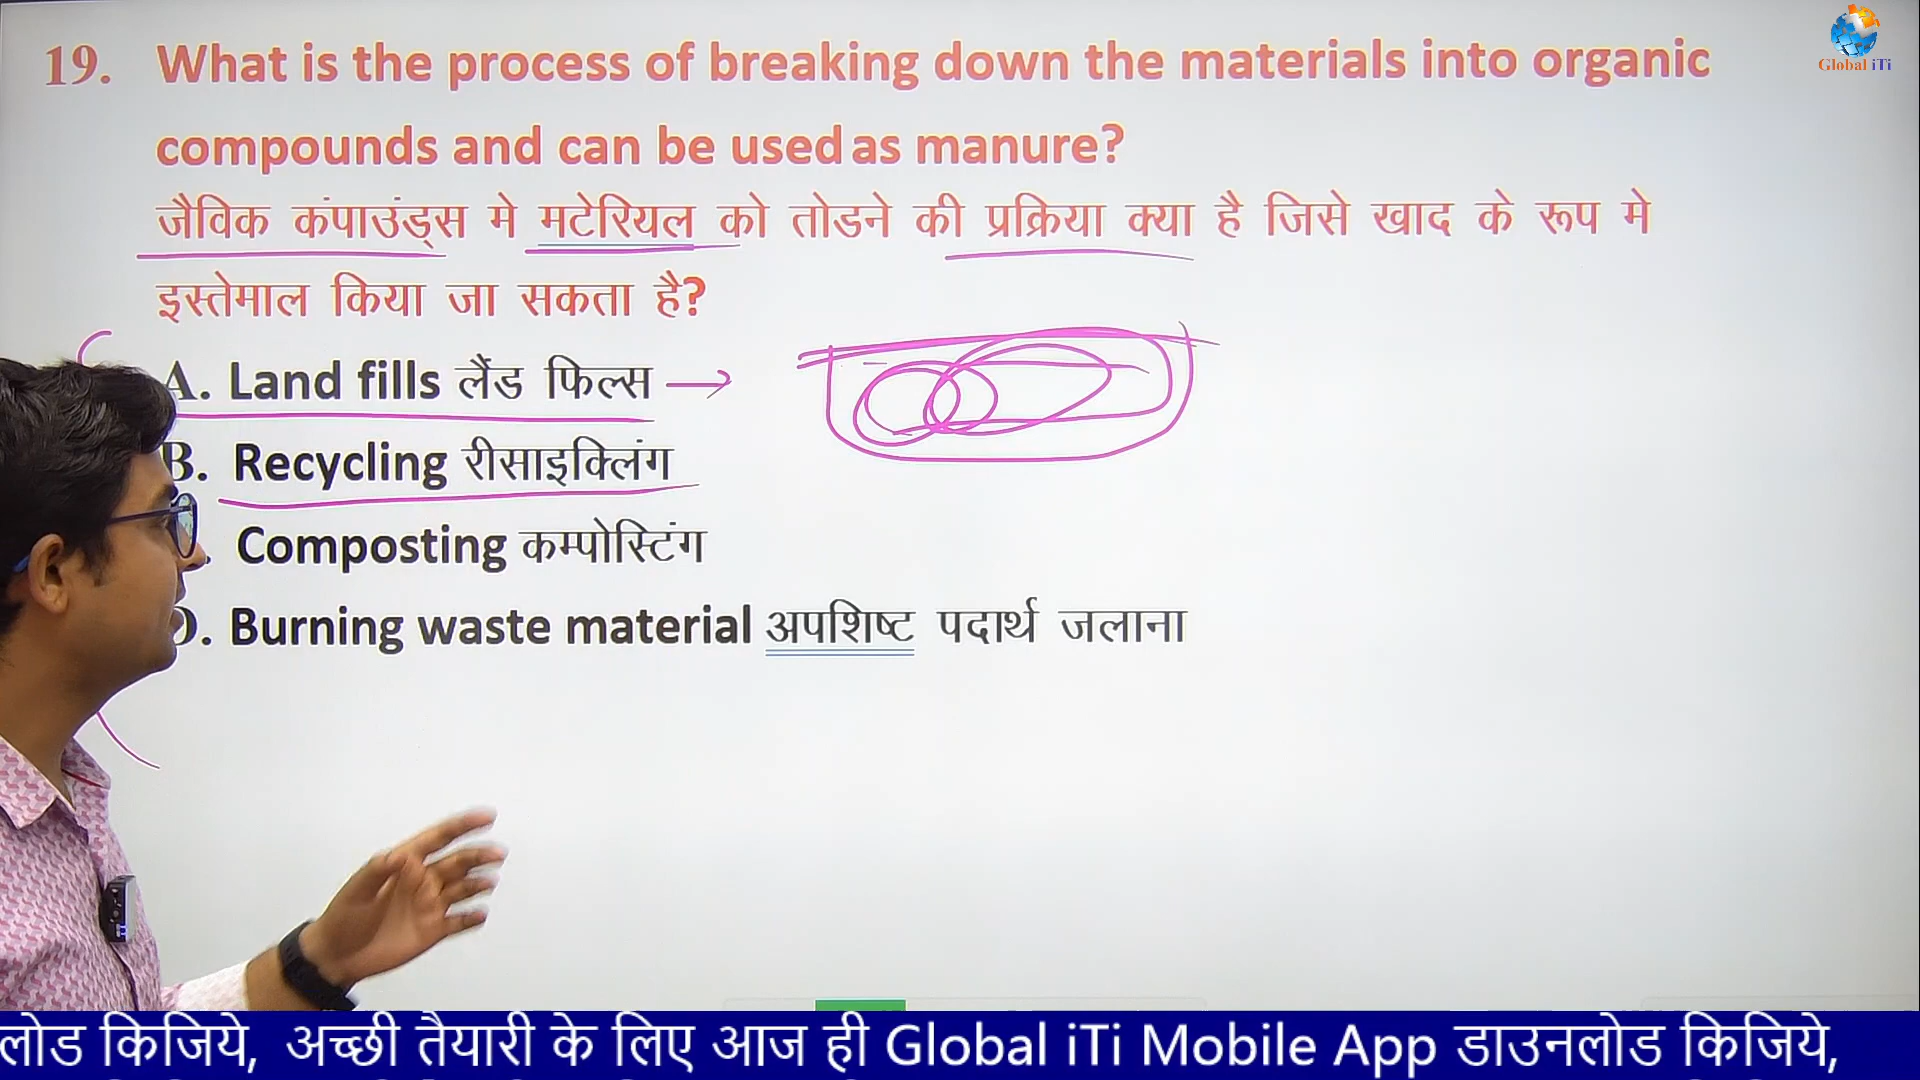 Global iTi
19. What is the process of breaking down the materials into organic
compounds and can be used as manure?
जैविक कंपाउंड्स मे मटेरियल को तोडने की प्रक्रिया क्या है जिसे खाद के रूप मे
इस्तेमाल किया जा सकता है?
A. Land fills लैंड फिल्स
B. Recycling रीसाइक्लिंग
. Composting कम्पोस्टिंग
D. Burning waste material अपशिष्ट पदार्थ जलाना
लोड किजिये, अच्छी तैयारी के लिए आज ही Global iTi Mobile App डाउनलोड किजिये,